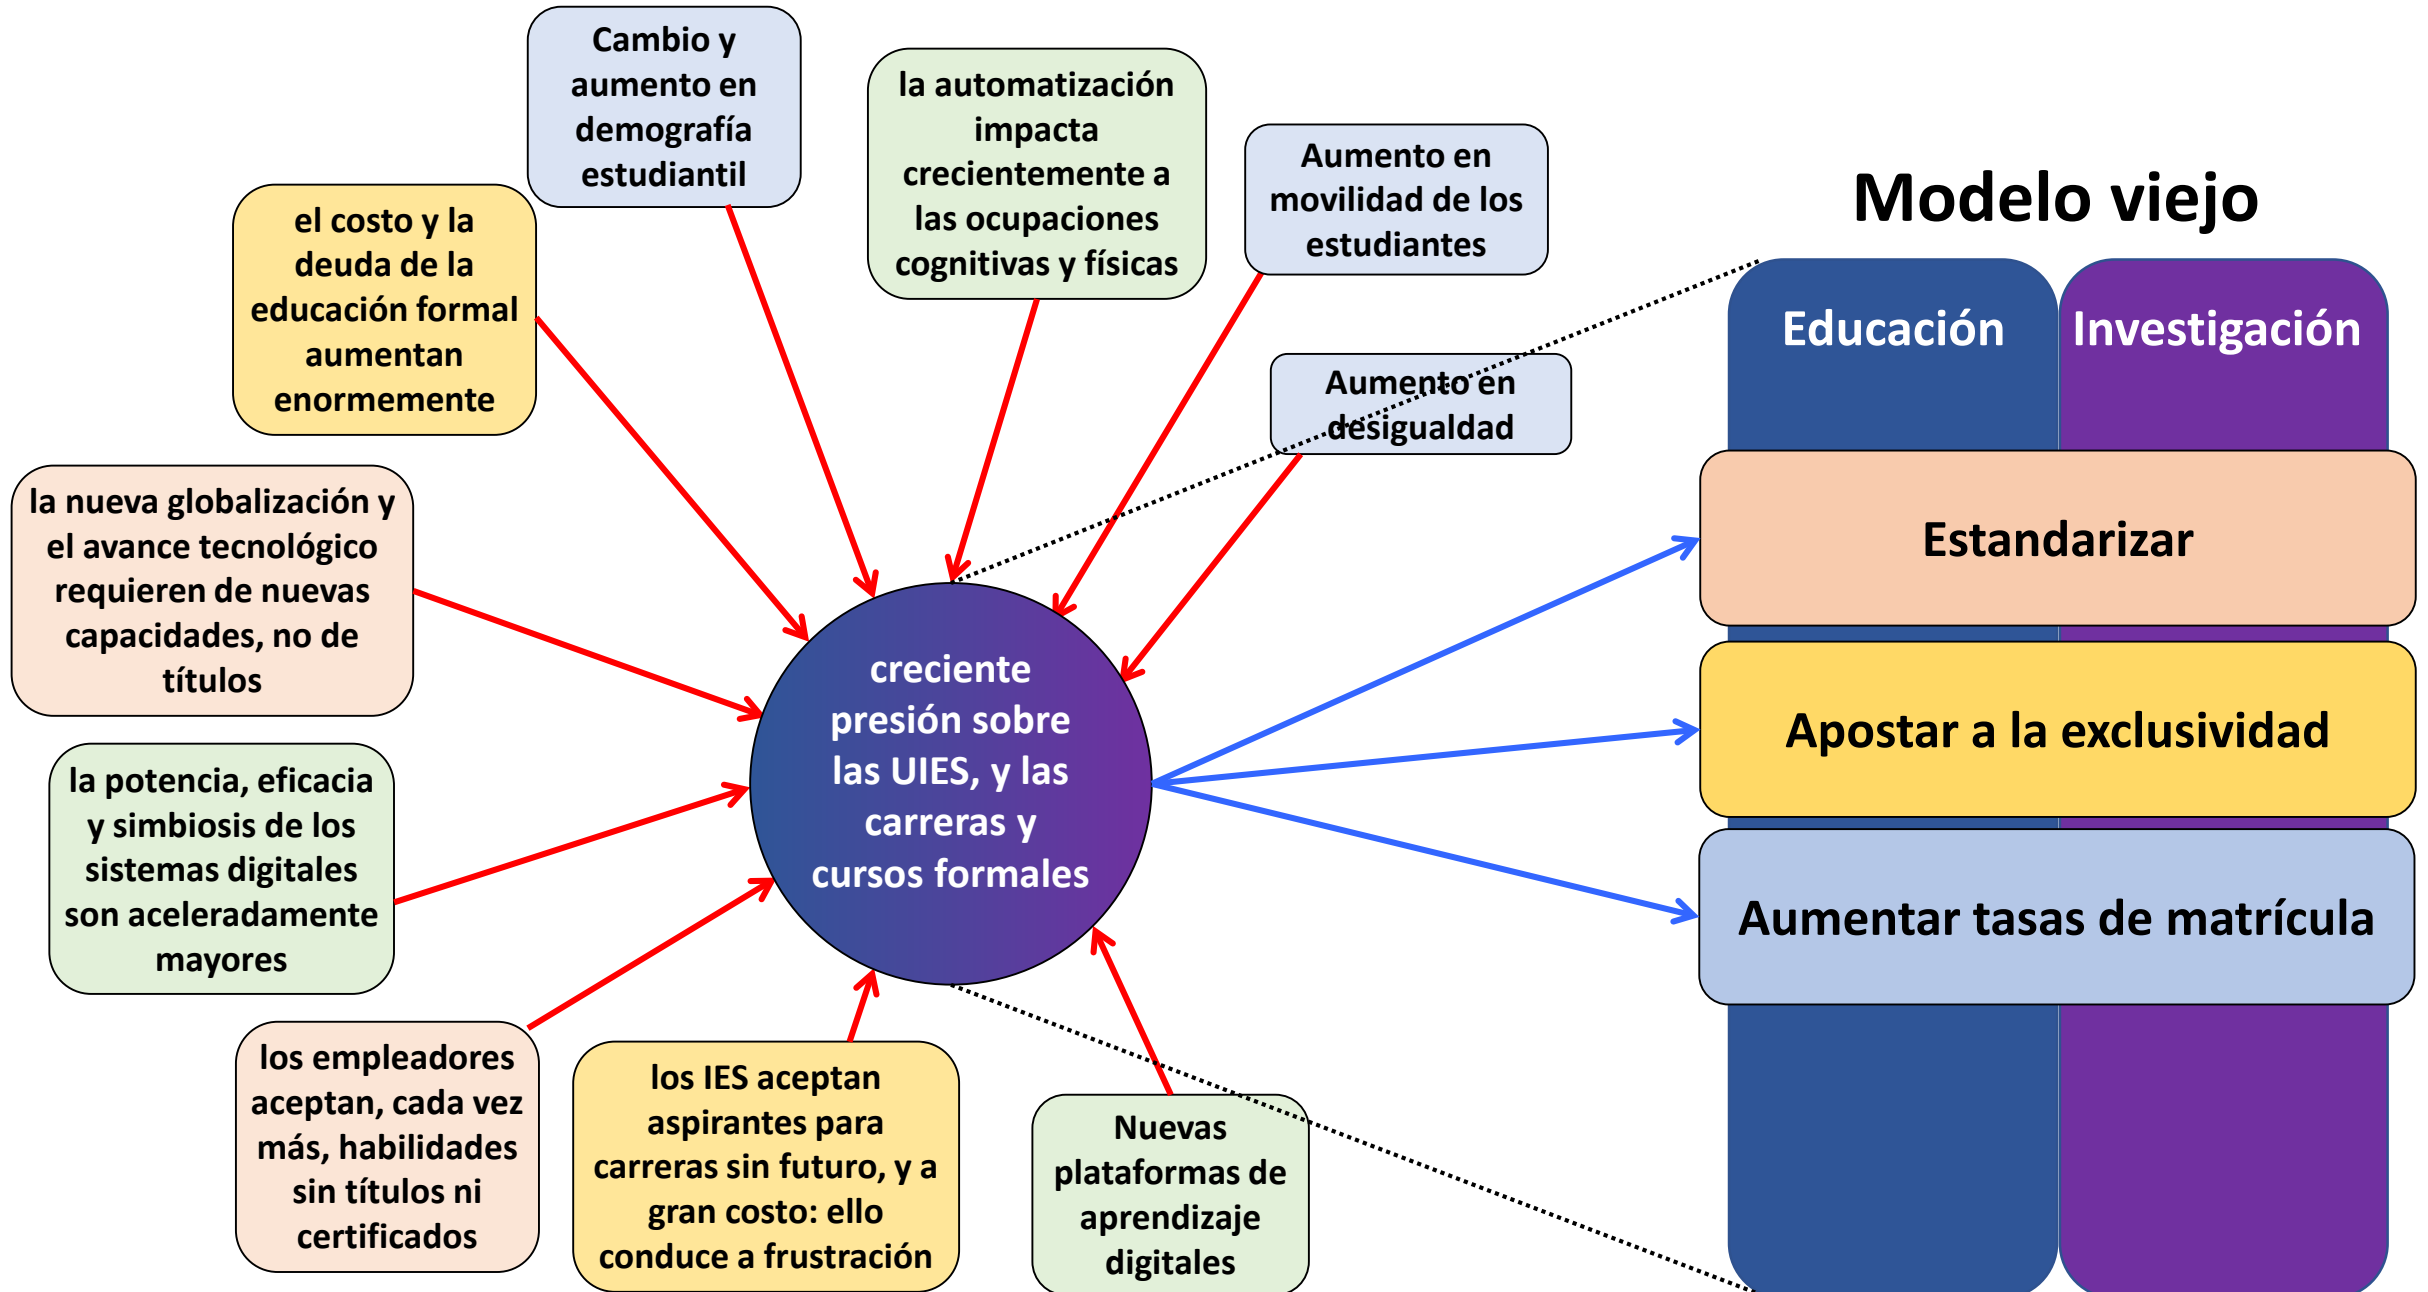 Cambio y
aumento en
demografía
estudiantil
la automatización
impacta
crecientemente a
las ocupaciones
cognitivas y físicas
Aumento en
movilidad de los
estudiantes
Aumento en
desigualdad
el costo y la
deuda de la
educación formal
aumentan
enormemente
la nueva globalización y
el avance tecnológico
requieren de nuevas
capacidades, no de
títulos
la potencia, eficacia
y simbiosis de los
sistemas digitales
son aceleradamente
mayores
los empleadores
aceptan, cada vez
más, habilidades
sin títulos ni
certificados
los IES aceptan
aspirantes para
carreras sin futuro, y a
gran costo: ello
conduce a frustración
Nuevas
plataformas de
aprendizaje
digitales
creciente
presión sobre
las UIES, y las
carreras y
cursos formales
Modelo viejo
Educación
Investigación
Estandarizar
Apostar a la exclusividad
Aumentar tasas de matrícula